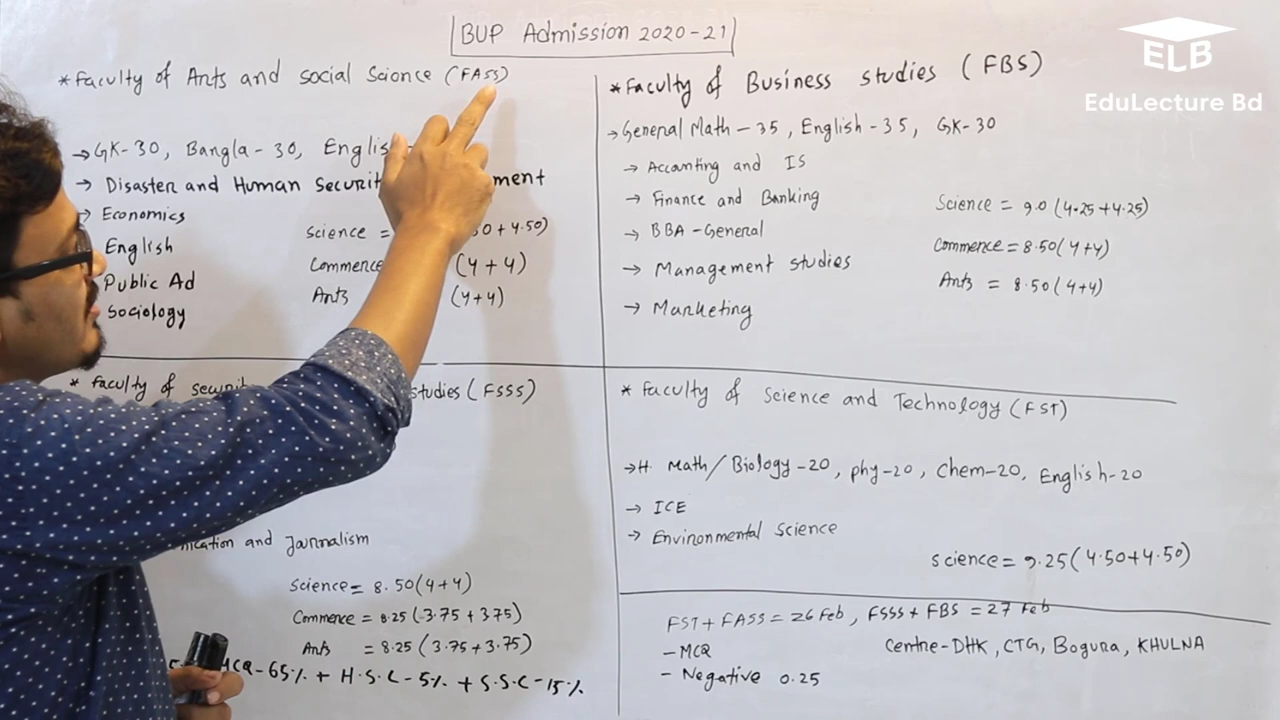 BUP Admission 2020-21
ELB
EduLecture Bd
* Faculty of Arts and social Science (FASS)
→ GK-30, Bangla-30, Englis
→ Disaster and Human Securit ment
→ Economics
English
Public Ad
Sociology
Science = 50 + 4.50)
Commence (4+4)
Arts (4+4)
* Faculty of Business studies (FBS)
→ General Math - 35, English - 35, GK-30
→ Accounting and IS
→ Finance and Banking
→ BBA - General
→ Management studies
→ Marketing
Science = 9.0 (4.25+4.25)
Commence = 8.50 (4+4)
Arts = 8.50 (4+4)
* faculty of securit studies (FSSS)
nication and Journalism
Science = 8.50 (4+4)
Commence = 8.25 (3.75 + 3.75)
Arts = 8.25 (3.75 + 3.75)
MCQ - 65% + H.S.C - 5% + S.S.C - 15%
* Faculty of Science and Technology (FST)
→ H. Math / Biology - 20, phy - 20, Chem - 20, English - 20
→ ICE
→ Environmental Science
Science = 9.25 (4.50+4.50)
FST + FASS = 26 Feb, FSSS + FBS = 27 Feb
- MCQ
- Negative 0.25
Centre - DHK, CTG, Bogura, KHULNA